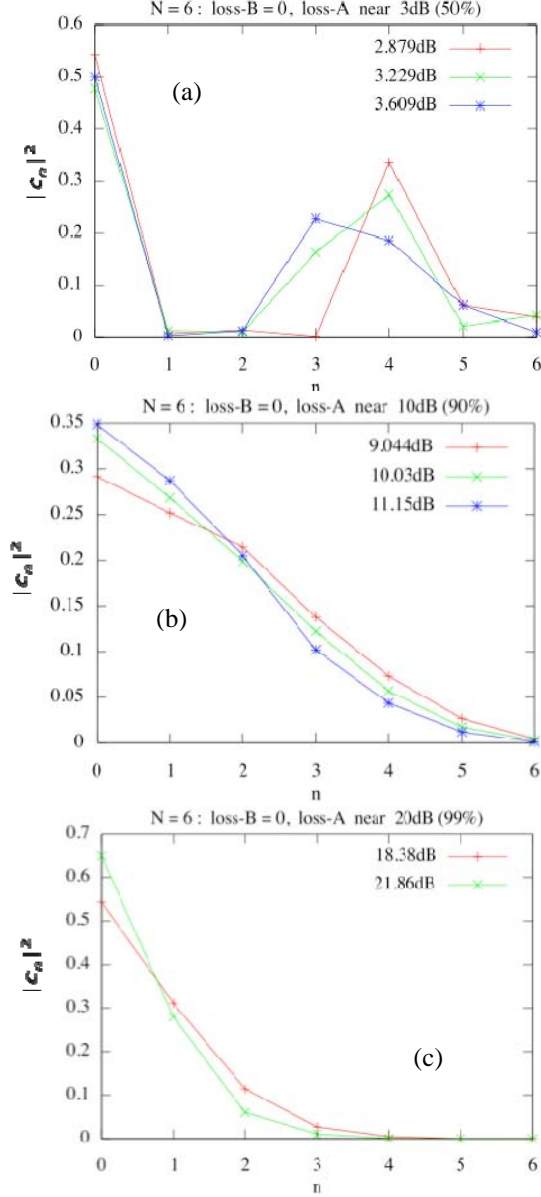 N = 6 : loss-B = 0, loss-A near 3dB (50%)
0.6
0.5
0.4
0.3
0.2
0.1
0
|c_n|²
(a)
2.879dB
3.229dB
3.609dB
0 1 2 3 4 5 6
n
N = 6 : loss-B = 0, loss-A near 10dB (90%)
0.35
0.3
0.25
0.2
0.15
0.1
0.05
0
|c_n|²
(b)
9.044dB
10.03dB
11.15dB
0 1 2 3 4 5 6
n
N = 6 : loss-B = 0, loss-A near 20dB (99%)
0.7
0.6
0.5
0.4
0.3
0.2
0.1
0
|c_n|²
(c)
18.38dB
21.86dB
0 1 2 3 4 5 6
n